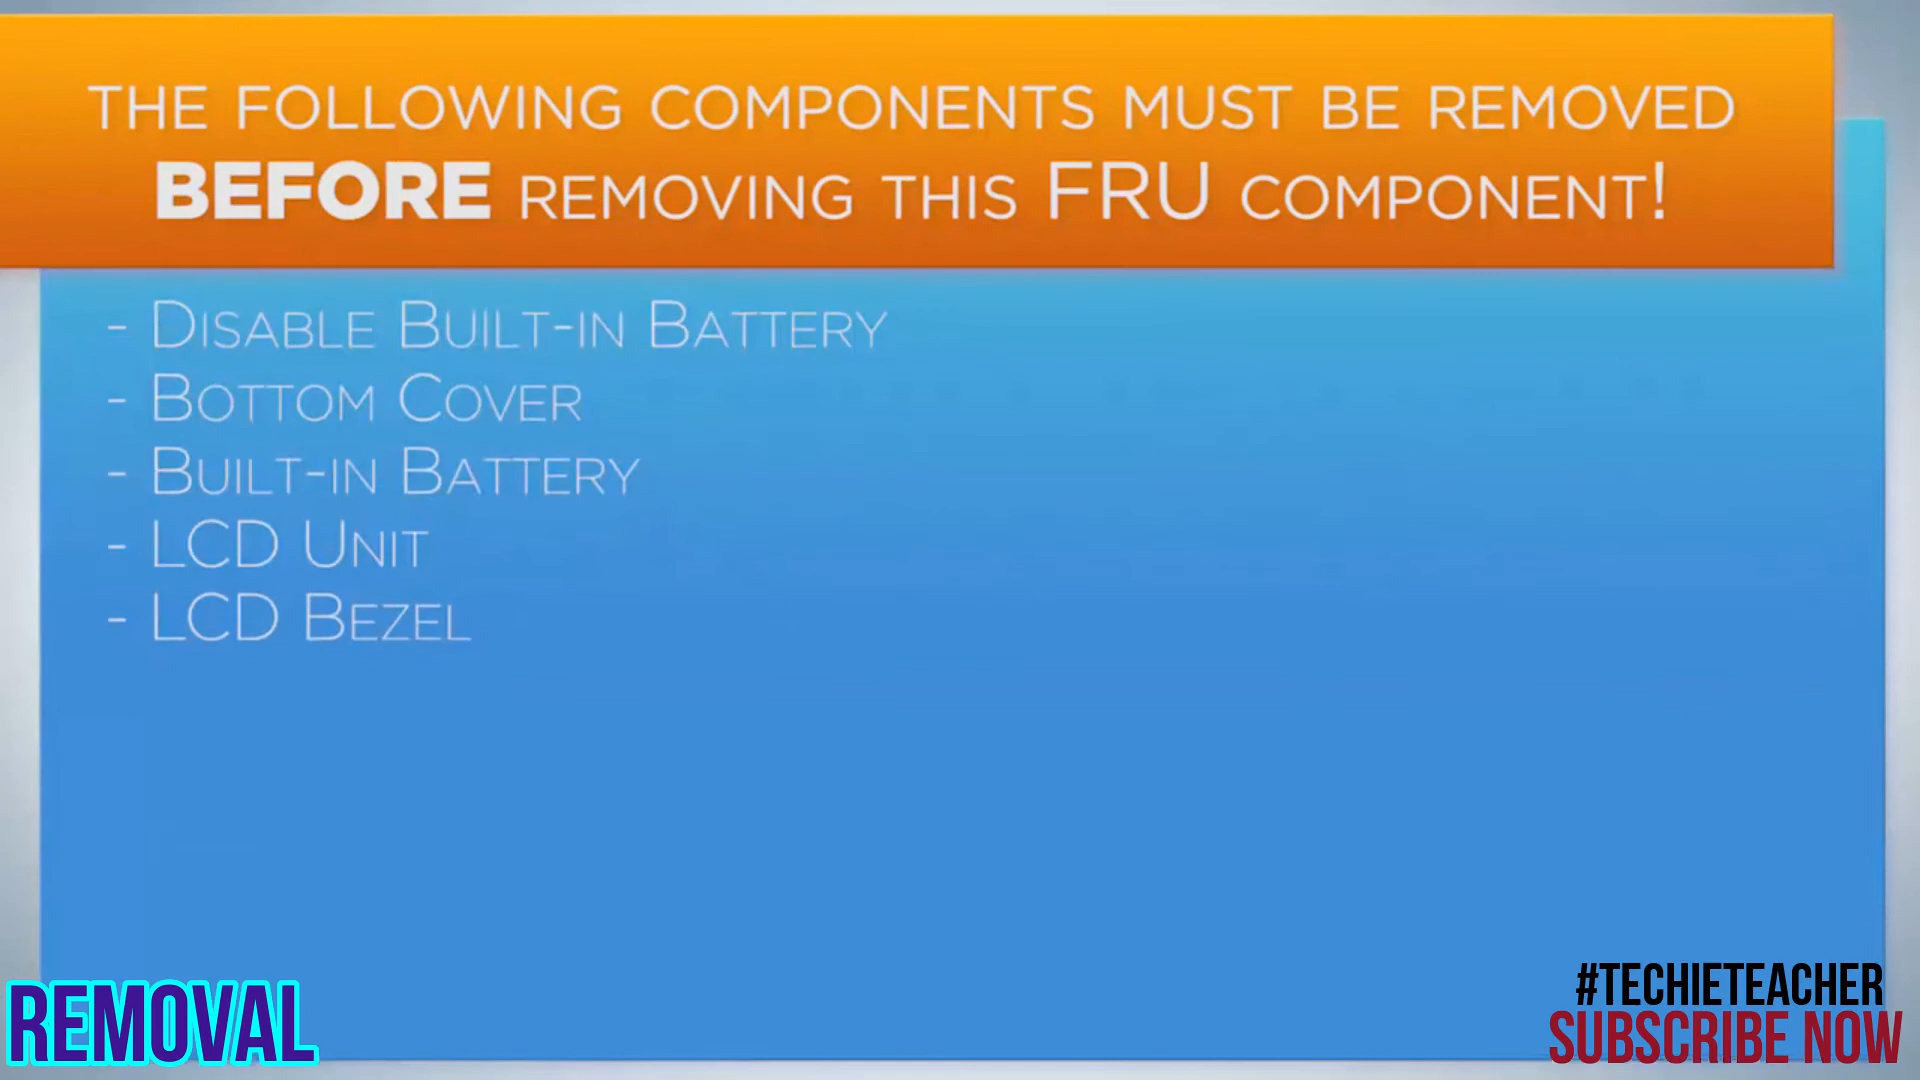 THE FOLLOWING COMPONENTS MUST BE REMOVED
BEFORE REMOVING THIS FRU COMPONENT!
- DISABLE BUILT-IN BATTERY
- BOTTOM COVER
- BUILT-IN BATTERY
- LCD UNIT
- LCD BEZEL
REMOVAL
#TECHIETEACHER
SUBSCRIBE NOW